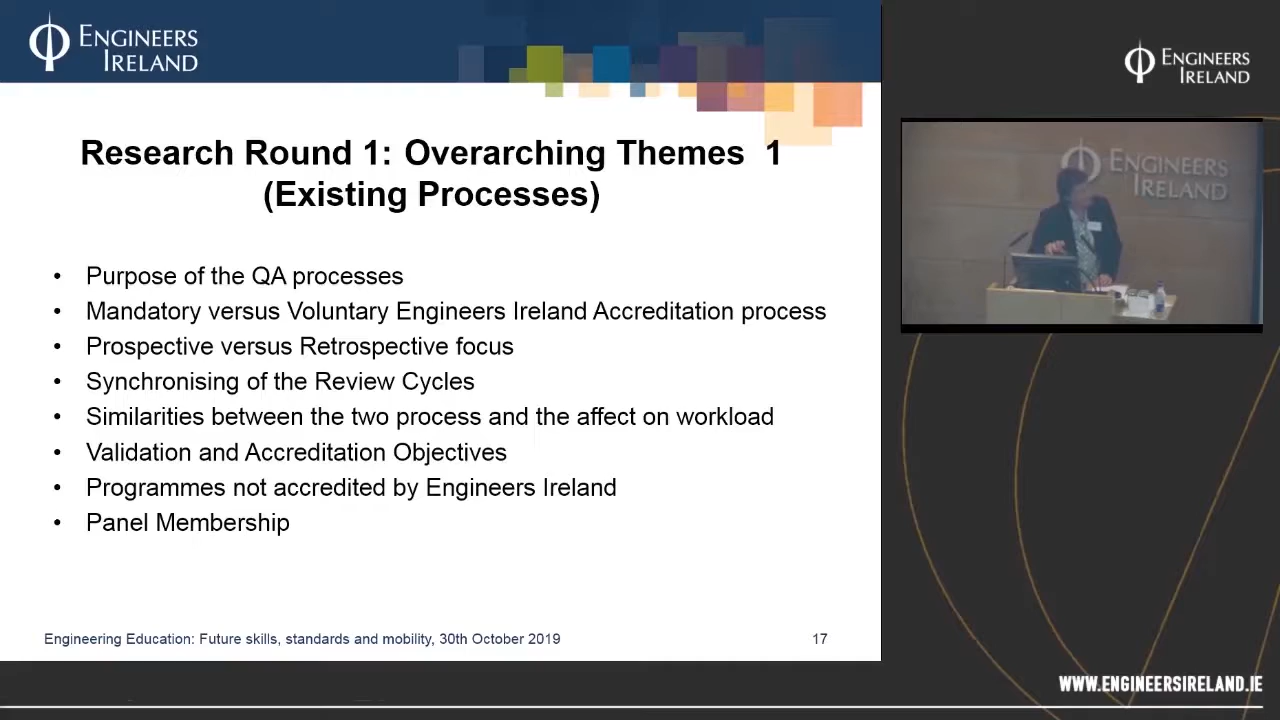 ENGINEERS
IRELAND
Research Round 1: Overarching Themes 1
(Existing Processes)
• Purpose of the QA processes
• Mandatory versus Voluntary Engineers Ireland Accreditation process
• Prospective versus Retrospective focus
• Synchronising of the Review Cycles
• Similarities between the two process and the affect on workload
• Validation and Accreditation Objectives
• Programmes not accredited by Engineers Ireland
• Panel Membership
Engineering Education: Future skills, standards and mobility, 30th October 2019
17
ENGINEERS
IRELAND
ENGINEERS
IRELAND
WWW.ENGINEERSIRELAND.IE